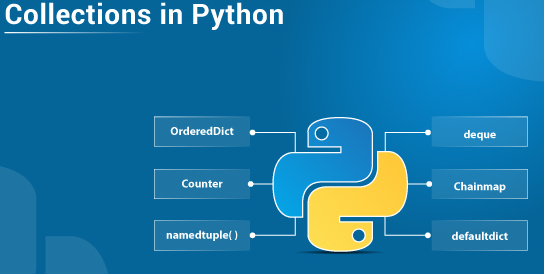 Collections in Python
OrderedDict
Counter
namedtuple( )
deque
Chainmap
defaultdict